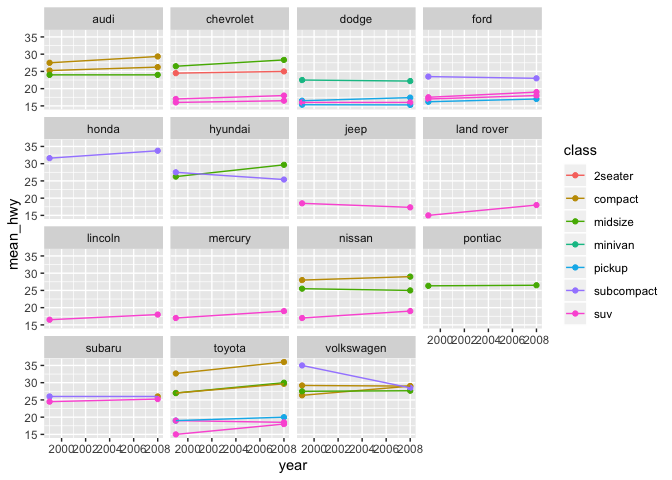 audi chevrolet dodge ford
35
30
25
20
15
honda hyundai jeep land rover
35
30
25
20
15
lincoln mercury nissan pontiac
35
30
25
20
15
2000 2002 2004 2006 2008
subaru toyota volkswagen
35
30
25
20
15
2000 2002 2004 2006 2008 2000 2002 2004 2006 2008 2000 2002 2004 2006 2008
year
mean_hwy
class
2seater
compact
midsize
minivan
pickup
subcompact
suv